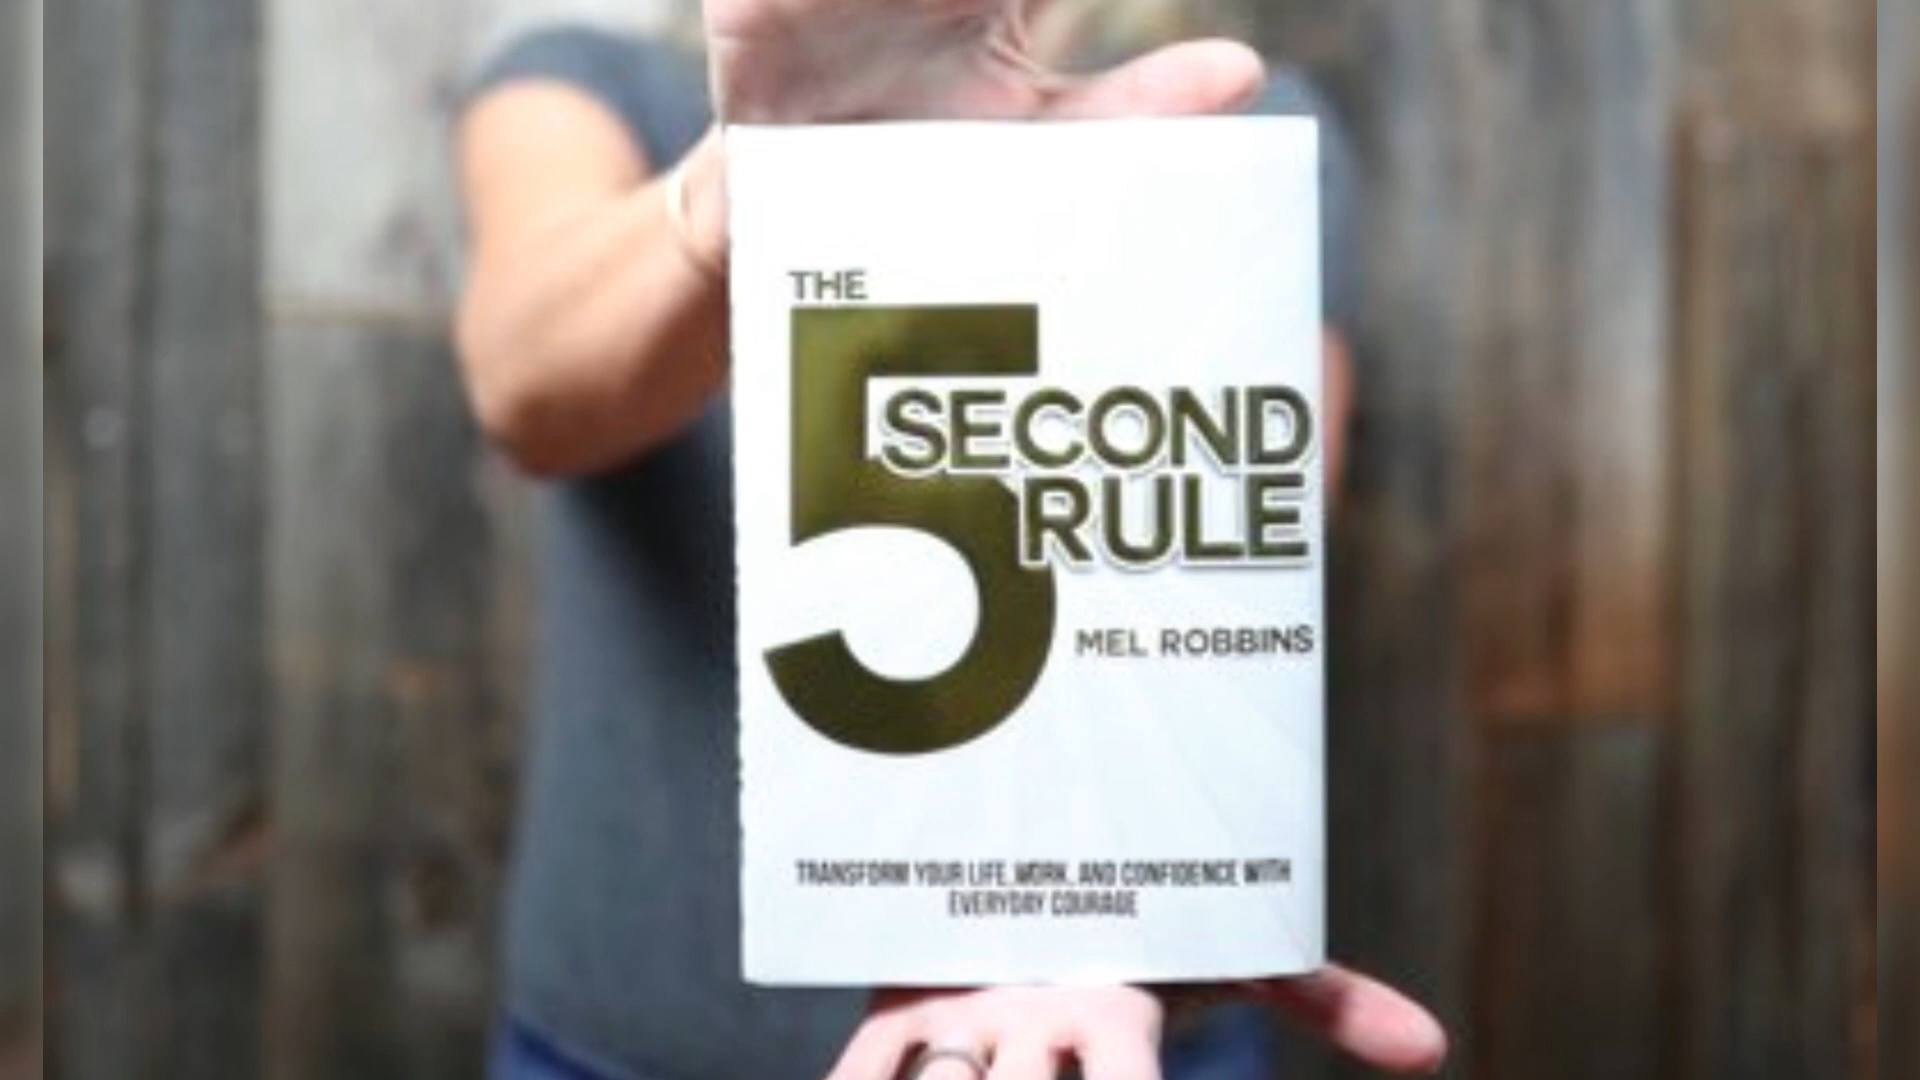 THE
5
SECOND
RULE
MEL ROBBINS
TRANSFORM YOUR LIFE, WORK, AND CONFIDENCE WITH
EVERYDAY COURAGE